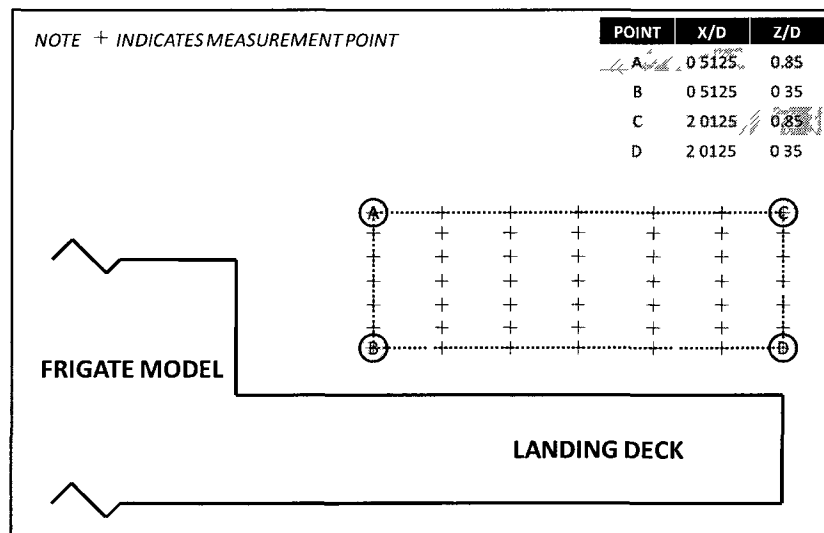 NOTE + INDICATES MEASUREMENT POINT
POINT X/D Z/D
A 0 5125 0.85
B 0 5125 0 35
C 2 0125 0.85
D 2 0125 0 35
A C
B D
FRIGATE MODEL
LANDING DECK